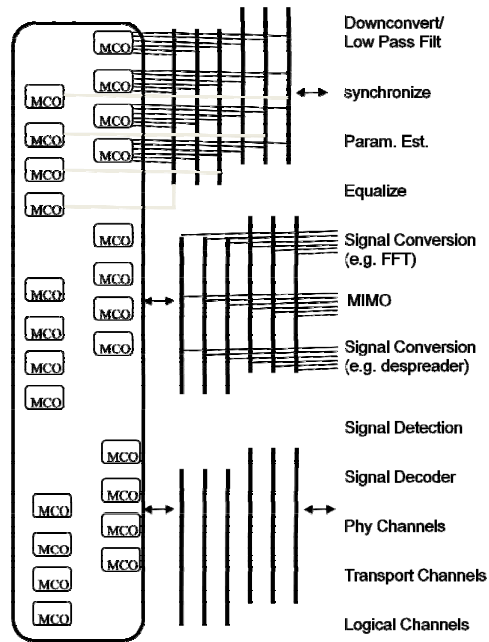 Downconvert/
MCO
Low Pass Filt
MCO
synchronize
MCO
MCO
MCO
Param. Est.
MCO
MCO
Equalize
MCO
MCO
Signal Conversion
(e.g. FFT)
MCO
MCO
MIMO
MCO
MCO
MCO
Signal Conversion
(e.g. despreader)
MCO
MCO
Signal Detection
MCO
Signal Decoder
MCO
MCO
MCO
Phy Channels
MCO
MCO
Transport Channels
MCO
MCO
Logical Channels